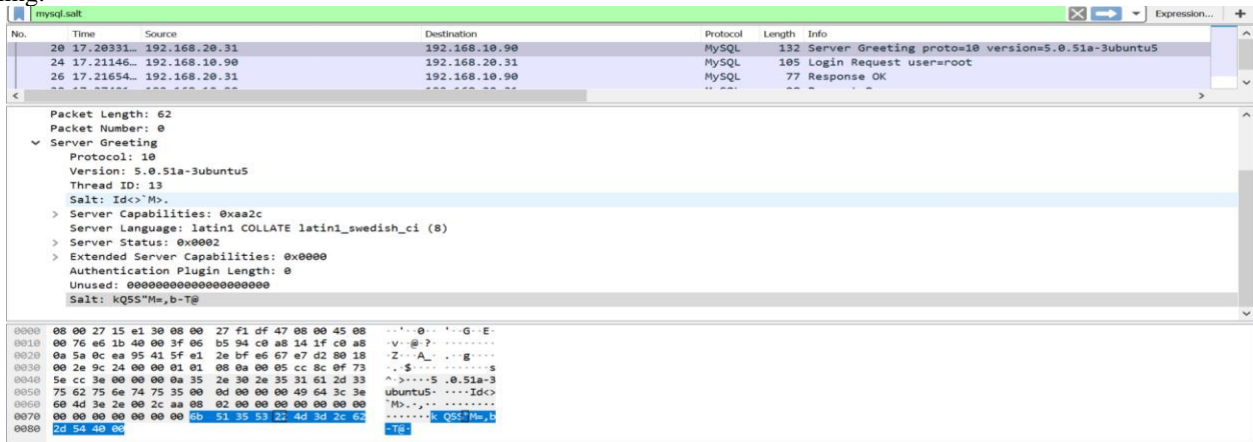 mysql.salt Expression... +
No. Time Source Destination Protocol Length Info
20 17.20331… 192.168.20.31 192.168.10.90 MySQL 132 Server Greeting proto=10 version=5.0.51a-3ubuntu5
24 17.21146… 192.168.10.90 192.168.20.31 MySQL 105 Login Request user=root
26 17.21654… 192.168.20.31 192.168.10.90 MySQL 77 Response OK
Packet Length: 62
Packet Number: 0
Server Greeting
Protocol: 10
Version: 5.0.51a-3ubuntu5
Thread ID: 13
Salt: Id<>`M>.
Server Capabilities: 0xaa2c
Server Language: latin1 COLLATE latin1_swedish_ci (8)
Server Status: 0x0002
Extended Server Capabilities: 0x0000
Authentication Plugin Length: 0
Unused: 00000000000000000000
Salt: kQ5S"M=,b-T@
0000 08 00 27 15 e1 30 08 00 27 f1 df 47 08 00 45 08 ··'··0·· '··G··E·
0010 00 76 e6 1b 40 00 3f 06 b5 94 c0 a8 14 1f c0 a8 ·v··@·?· ········
0020 0a 5a 0c ea 95 41 5f e1 2e bf e6 67 e7 d2 80 18 ·Z···A_· .··g····
0030 00 2e 9c 24 00 00 01 01 08 0a 00 05 cc 8c 0f 73 ·.·$···· ·······s
0040 5e cc 3e 00 00 00 0a 35 2e 30 2e 35 31 61 2d 33 ^·>····5 .0.51a-3
0050 75 62 75 6e 74 75 35 00 0d 00 00 00 49 64 3c 3e ubuntu5· ····Id<>
0060 60 4d 3e 2e 00 2c aa 08 02 00 00 00 00 00 00 00 `M>.·,·· ········
0070 00 00 00 00 00 00 6b 51 35 53 22 4d 3d 2c 62 ·······k Q5S"M=,b
0080 2d 54 40 00 -T@·